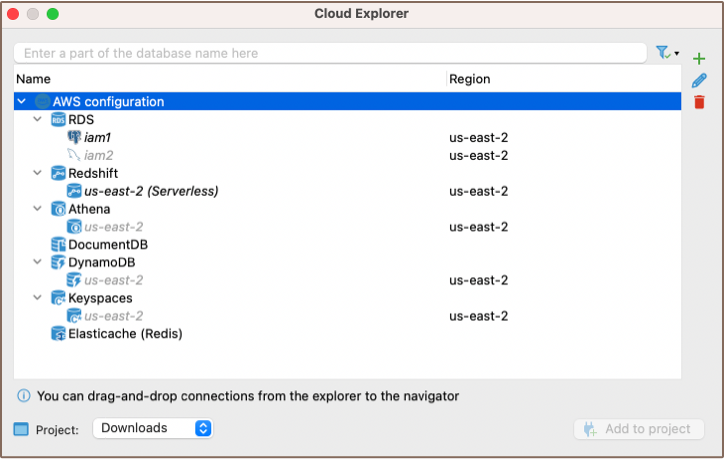 Cloud Explorer
Enter a part of the database name here
Name Region
AWS configuration
RDS
iam1 us-east-2
iam2 us-east-2
Redshift
us-east-2 (Serverless) us-east-2
Athena
us-east-2 us-east-2
DocumentDB
DynamoDB
us-east-2 us-east-2
Keyspaces
us-east-2 us-east-2
Elasticache (Redis)
You can drag-and-drop connections from the explorer to the navigator
Project: Downloads Add to project